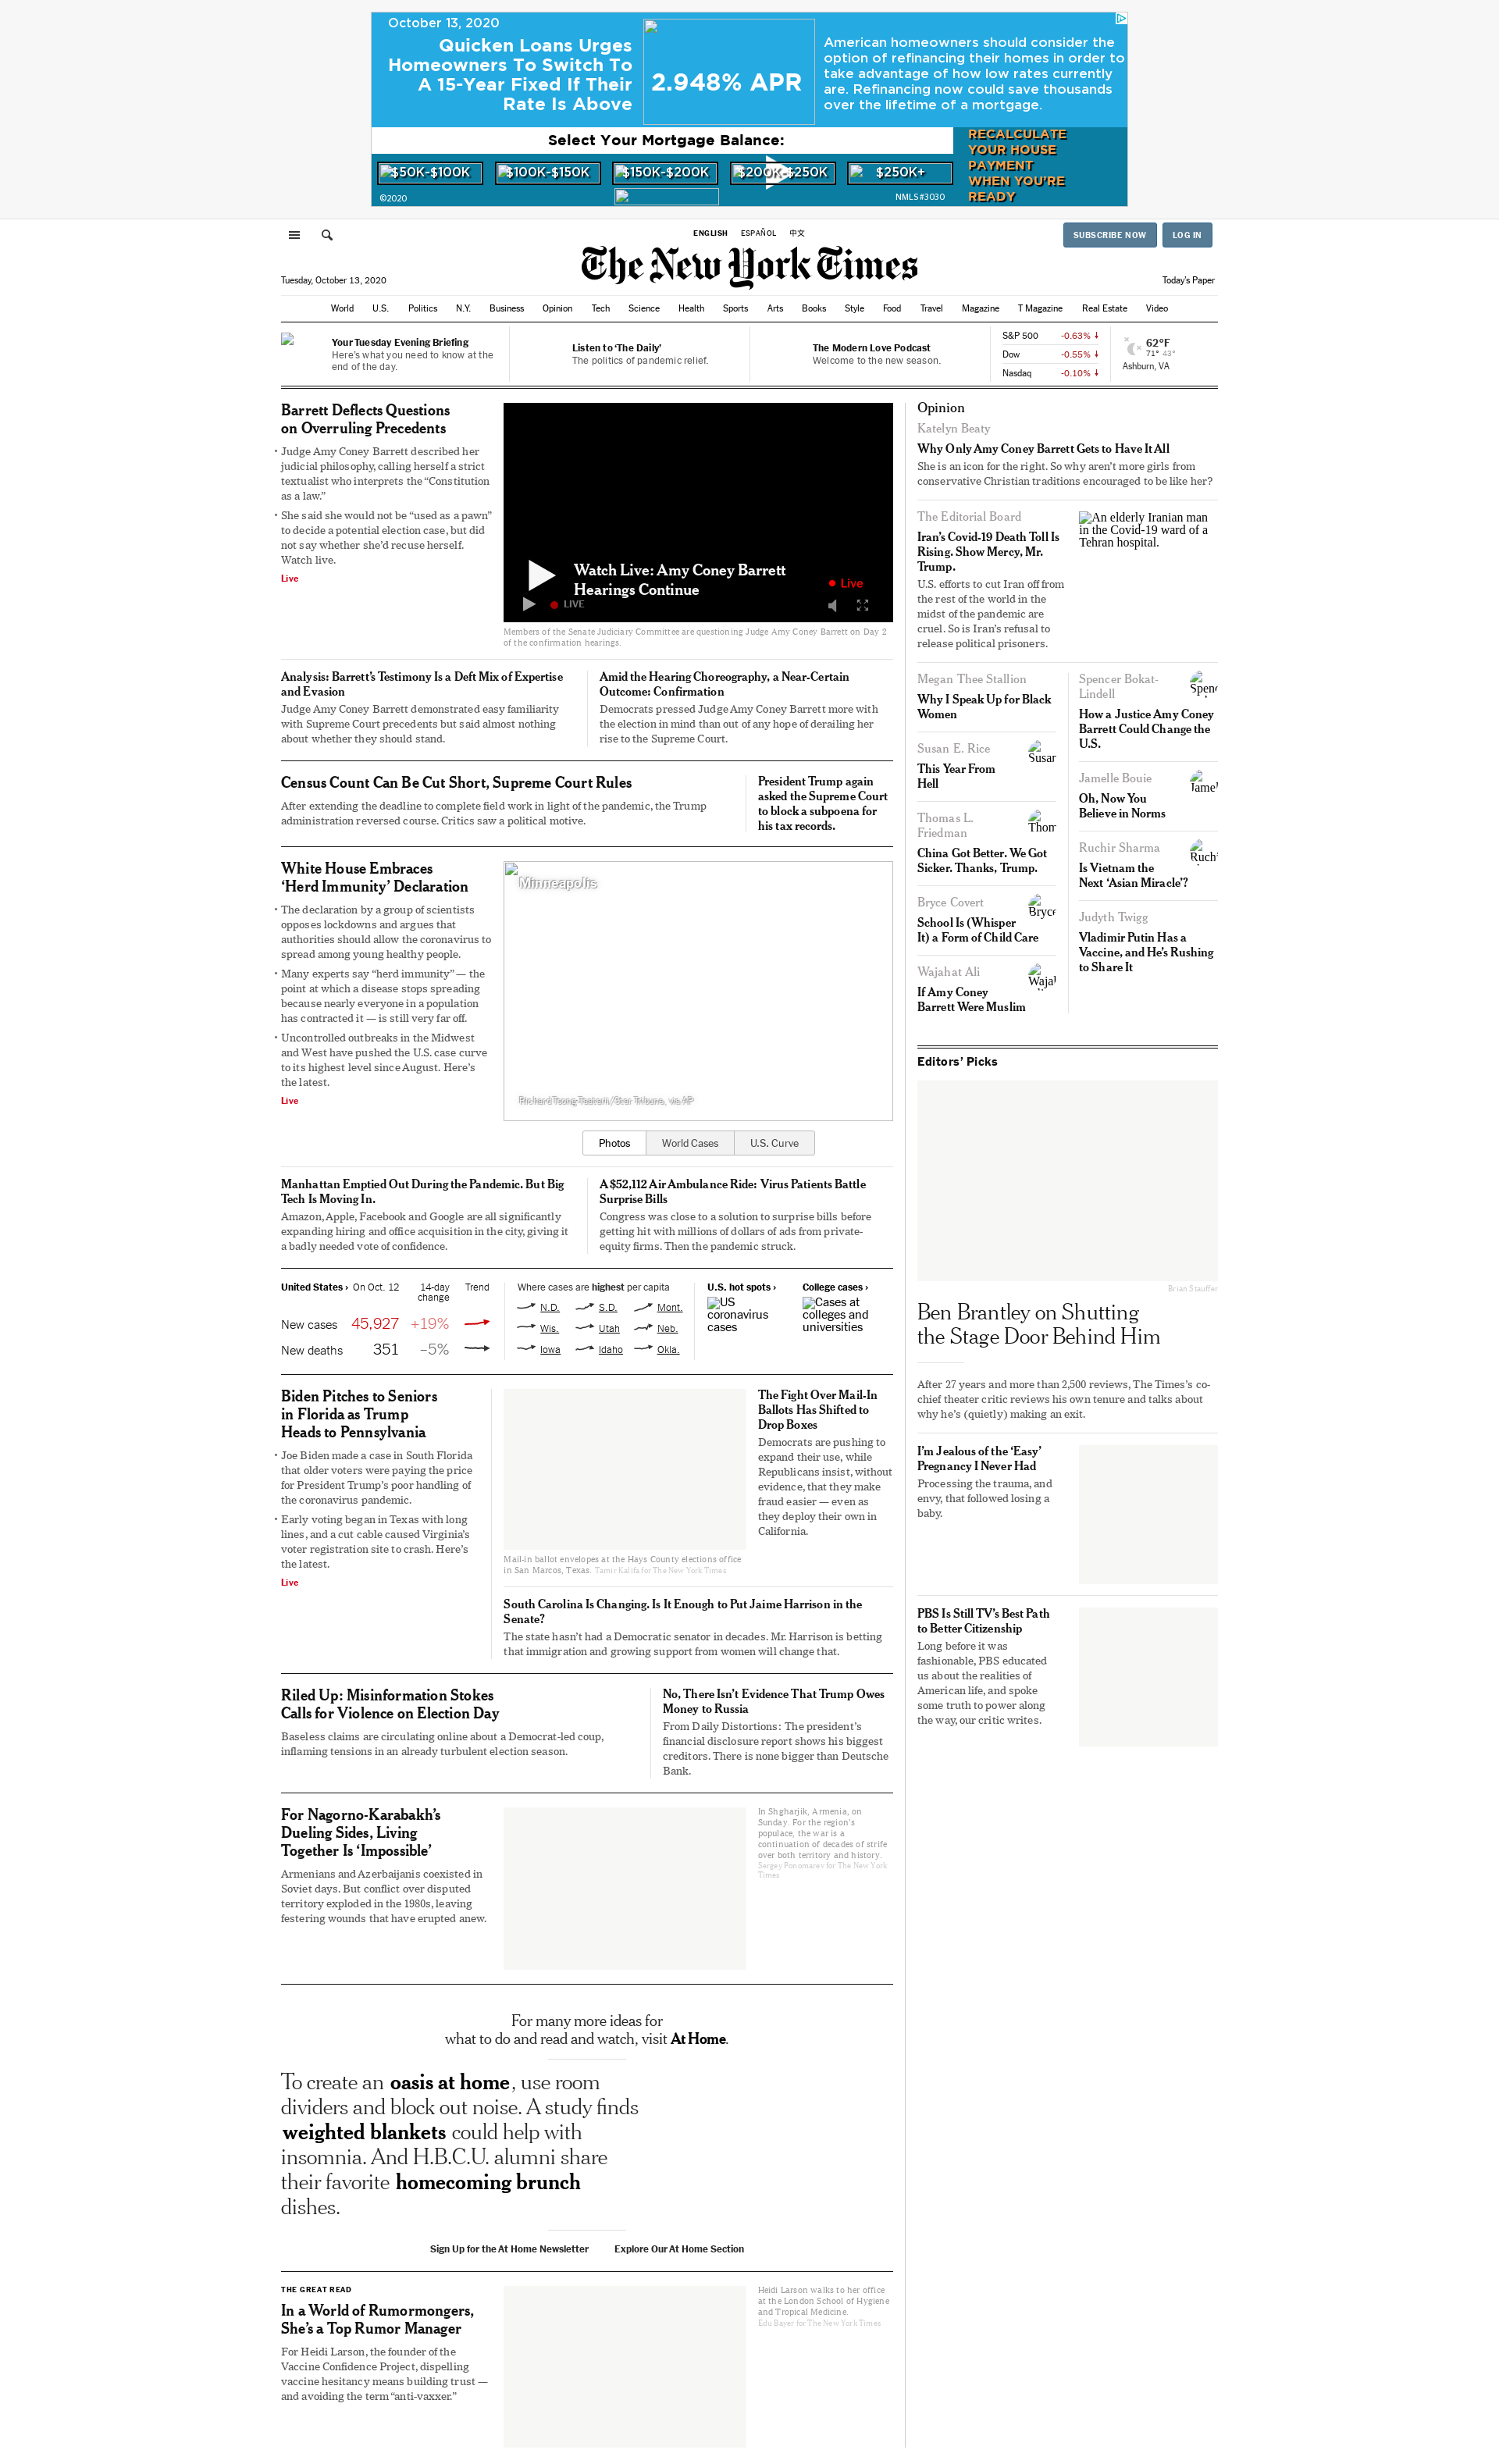 October 13, 2020
Quicken Loans Urges
Homeowners To Switch To
A 15-Year Fixed If Their
Rate Is Above
2.948% APR
American homeowners should consider the
option of refinancing their homes in order to
take advantage of how low rates currently
are. Refinancing now could save thousands
over the lifetime of a mortgage.
Select Your Mortgage Balance:
$50K-$100K
$100K-$150K
$150K-$200K
$200K-$250K
$250K+
RECALCULATE
YOUR HOUSE
PAYMENT
WHEN YOU'RE
READY
©2020
NMLS#3030
ENGLISH ESPAÑOL 中文
SUBSCRIBE NOW
LOG IN
The New York Times
Tuesday, October 13, 2020
Today's Paper
World U.S. Politics N.Y. Business Opinion Tech Science Health Sports Arts Books Style Food Travel Magazine T Magazine Real Estate Video
Your Tuesday Evening Briefing
Here's what you need to know at the
end of the day.
Listen to 'The Daily'
The politics of pandemic relief.
The Modern Love Podcast
Welcome to the new season.
S&P 500 -0.63% ↓
Dow -0.55% ↓
Nasdaq -0.10% ↓
62°F
71° 43°
Ashburn, VA
Barrett Deflects Questions
on Overruling Precedents
· Judge Amy Coney Barrett described her
judicial philosophy, calling herself a strict
textualist who interprets the “Constitution
as a law.”
· She said she would not be “used as a pawn”
to decide a potential election case, but did
not say whether she’d recuse herself.
Watch live.
Live
Watch Live: Amy Coney Barrett
Hearings Continue
Live
LIVE
Members of the Senate Judiciary Committee are questioning Judge Amy Coney Barrett on Day 2
of the confirmation hearings.
Analysis: Barrett’s Testimony Is a Deft Mix of Expertise
and Evasion
Judge Amy Coney Barrett demonstrated easy familiarity
with Supreme Court precedents but said almost nothing
about whether they should stand.
Amid the Hearing Choreography, a Near-Certain
Outcome: Confirmation
Democrats pressed Judge Amy Coney Barrett more with
the election in mind than out of any hope of derailing her
rise to the Supreme Court.
Census Count Can Be Cut Short, Supreme Court Rules
After extending the deadline to complete field work in light of the pandemic, the Trump
administration reversed course. Critics saw a political motive.
President Trump again
asked the Supreme Court
to block a subpoena for
his tax records.
White House Embraces
‘Herd Immunity’ Declaration
· The declaration by a group of scientists
opposes lockdowns and argues that
authorities should allow the coronavirus to
spread among young healthy people.
· Many experts say “herd immunity” — the
point at which a disease stops spreading
because nearly everyone in a population
has contracted it — is still very far off.
· Uncontrolled outbreaks in the Midwest
and West have pushed the U.S. case curve
to its highest level since August. Here’s
the latest.
Live
Minneapolis
Richard Tsong-Taatarii/Star Tribune, via AP
Photos
World Cases
U.S. Curve
Manhattan Emptied Out During the Pandemic. But Big
Tech Is Moving In.
Amazon, Apple, Facebook and Google are all significantly
expanding hiring and office acquisition in the city, giving it
a badly needed vote of confidence.
A $52,112 Air Ambulance Ride: Virus Patients Battle
Surprise Bills
Congress was close to a solution to surprise bills before
getting hit with millions of dollars of ads from private-
equity firms. Then the pandemic struck.
United States › On Oct. 12 14-day
change Trend
New cases 45,927 +19%
New deaths 351 –5%
Where cases are highest per capita
N.D. S.D. Mont.
Wis. Utah Neb.
Iowa Idaho Okla.
U.S. hot spots ›
US
coronavirus
cases
College cases ›
Cases at
colleges and
universities
Biden Pitches to Seniors
in Florida as Trump
Heads to Pennsylvania
· Joe Biden made a case in South Florida
that older voters were paying the price
for President Trump’s poor handling of
the coronavirus pandemic.
· Early voting began in Texas with long
lines, and a cut cable caused Virginia’s
voter registration site to crash. Here’s
the latest.
Live
Mail-in ballot envelopes at the Hays County elections office
in San Marcos, Texas. Tamir Kalifa for The New York Times
The Fight Over Mail-In
Ballots Has Shifted to
Drop Boxes
Democrats are pushing to
expand their use, while
Republicans insist, without
evidence, that they make
fraud easier — even as
they deploy their own in
California.
South Carolina Is Changing. Is It Enough to Put Jaime Harrison in the
Senate?
The state hasn’t had a Democratic senator in decades. Mr. Harrison is betting
that immigration and growing support from women will change that.
Riled Up: Misinformation Stokes
Calls for Violence on Election Day
Baseless claims are circulating online about a Democrat-led coup,
inflaming tensions in an already turbulent election season.
No, There Isn’t Evidence That Trump Owes
Money to Russia
From Daily Distortions: The president’s
financial disclosure report shows his biggest
creditors. There is none bigger than Deutsche
Bank.
For Nagorno-Karabakh’s
Dueling Sides, Living
Together Is ‘Impossible’
Armenians and Azerbaijanis coexisted in
Soviet days. But conflict over disputed
territory exploded in the 1980s, leaving
festering wounds that have erupted anew.
In Shgharjik, Armenia, on
Sunday. For the region’s
populace, the war is a
continuation of decades of strife
over both territory and history.
Sergey Ponomarev for The New York
Times
For many more ideas for
what to do and read and watch, visit At Home.
To create an oasis at home, use room
dividers and block out noise. A study finds
weighted blankets could help with
insomnia. And H.B.C.U. alumni share
their favorite homecoming brunch
dishes.
Sign Up for the At Home Newsletter
Explore Our At Home Section
THE GREAT READ
In a World of Rumormongers,
She’s a Top Rumor Manager
For Heidi Larson, the founder of the
Vaccine Confidence Project, dispelling
vaccine hesitancy means building trust —
and avoiding the term “anti-vaxxer.”
Heidi Larson walks to her office
at the London School of Hygiene
and Tropical Medicine.
Edu Bayer for The New York Times
Opinion
Katelyn Beaty
Why Only Amy Coney Barrett Gets to Have It All
She is an icon for the right. So why aren’t more girls from
conservative Christian traditions encouraged to be like her?
The Editorial Board
Iran’s Covid-19 Death Toll Is
Rising. Show Mercy, Mr.
Trump.
U.S. efforts to cut Iran off from
the rest of the world in the
midst of the pandemic are
cruel. So is Iran’s refusal to
release political prisoners.
An elderly Iranian man
in the Covid-19 ward of a
Tehran hospital.
Megan Thee Stallion
Why I Speak Up for Black
Women
Susan E. Rice
This Year From
Hell
Susan
Thomas L.
Friedman
China Got Better. We Got
Sicker. Thanks, Trump.
Thom
Bryce Covert
School Is (Whisper
It) a Form of Child Care
Bryce
Wajahat Ali
If Amy Coney
Barrett Were Muslim
Wajah
Spencer Bokat-
Lindell
How a Justice Amy Coney
Barrett Could Change the
U.S.
Spenc
Jamelle Bouie
Oh, Now You
Believe in Norms
Jamel
Ruchir Sharma
Is Vietnam the
Next ‘Asian Miracle’?
Ruchi
Judyth Twigg
Vladimir Putin Has a
Vaccine, and He’s Rushing
to Share It
Editors’ Picks
Brian Stauffer
Ben Brantley on Shutting
the Stage Door Behind Him
After 27 years and more than 2,500 reviews, The Times’s co-
chief theater critic reviews his own tenure and talks about
why he’s (quietly) making an exit.
I’m Jealous of the ‘Easy’
Pregnancy I Never Had
Processing the trauma, and
envy, that followed losing a
baby.
PBS Is Still TV’s Best Path
to Better Citizenship
Long before it was
fashionable, PBS educated
us about the realities of
American life, and spoke
some truth to power along
the way, our critic writes.